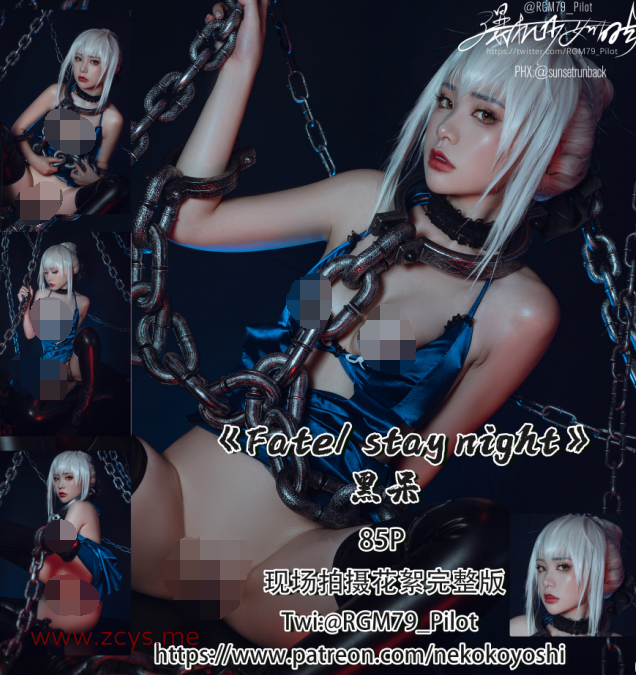 @RGM79_Pilot
https://twitter.com/RGM79_Pilot
PHX:@sunsetrunback
《Fate/ stay night》
黑呆
85P
现场拍摄花絮完整版
Twi:@RGM79_Pilot
www.zcys.me
https://www.patreon.com/nekokoyoshi